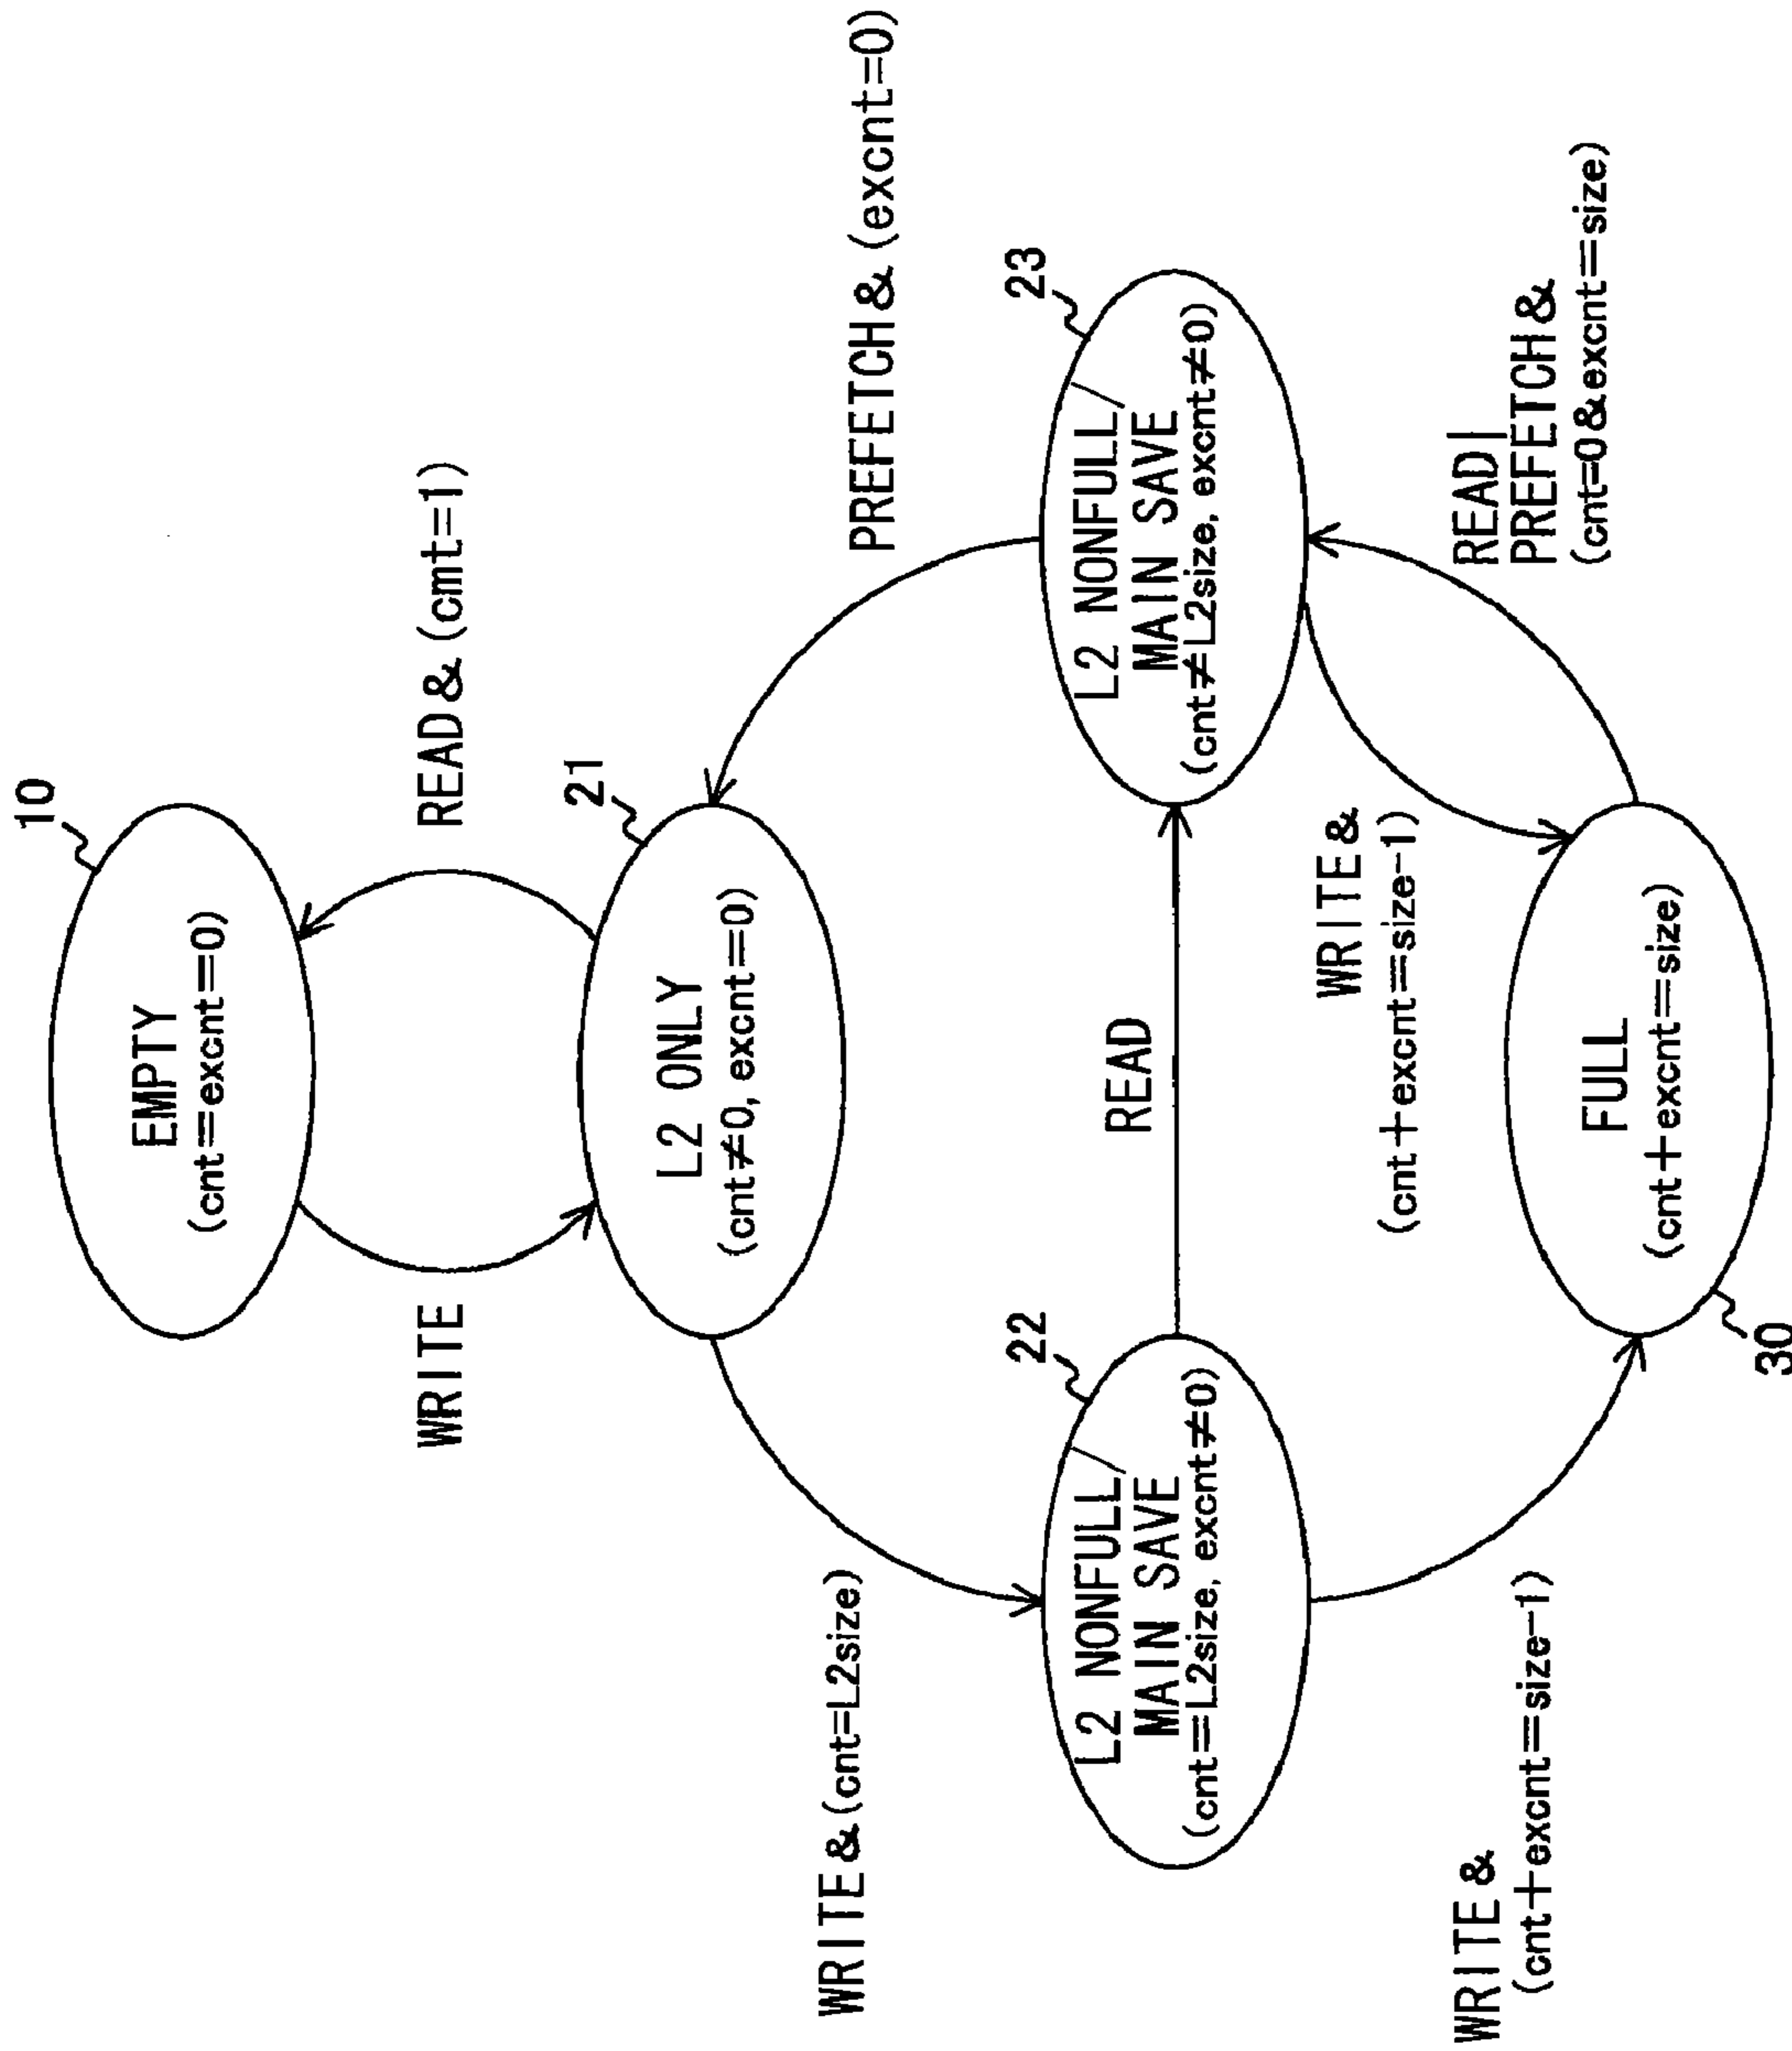 10
EMPTY
(cnt=excnt=0)
WRITE
READ & (cmt=1)
21
L2 ONLY
(cnt≠0, excnt=0)
WRITE & (cnt=L2size)
PREFETCH & (excnt=0)
22
L2 NONFULL
MAIN SAVE
(cnt=L2size, excnt≠0)
READ
23
L2 NONFULL
MAIN SAVE
(cnt≠L2size, excnt≠0)
WRITE &
(cnt+excnt=size-1)
WRITE &
(cnt+excnt=size-1)
READ|
PREFETCH &
(cnt=0&excnt=size)
FULL
(cnt+excnt=size)
30